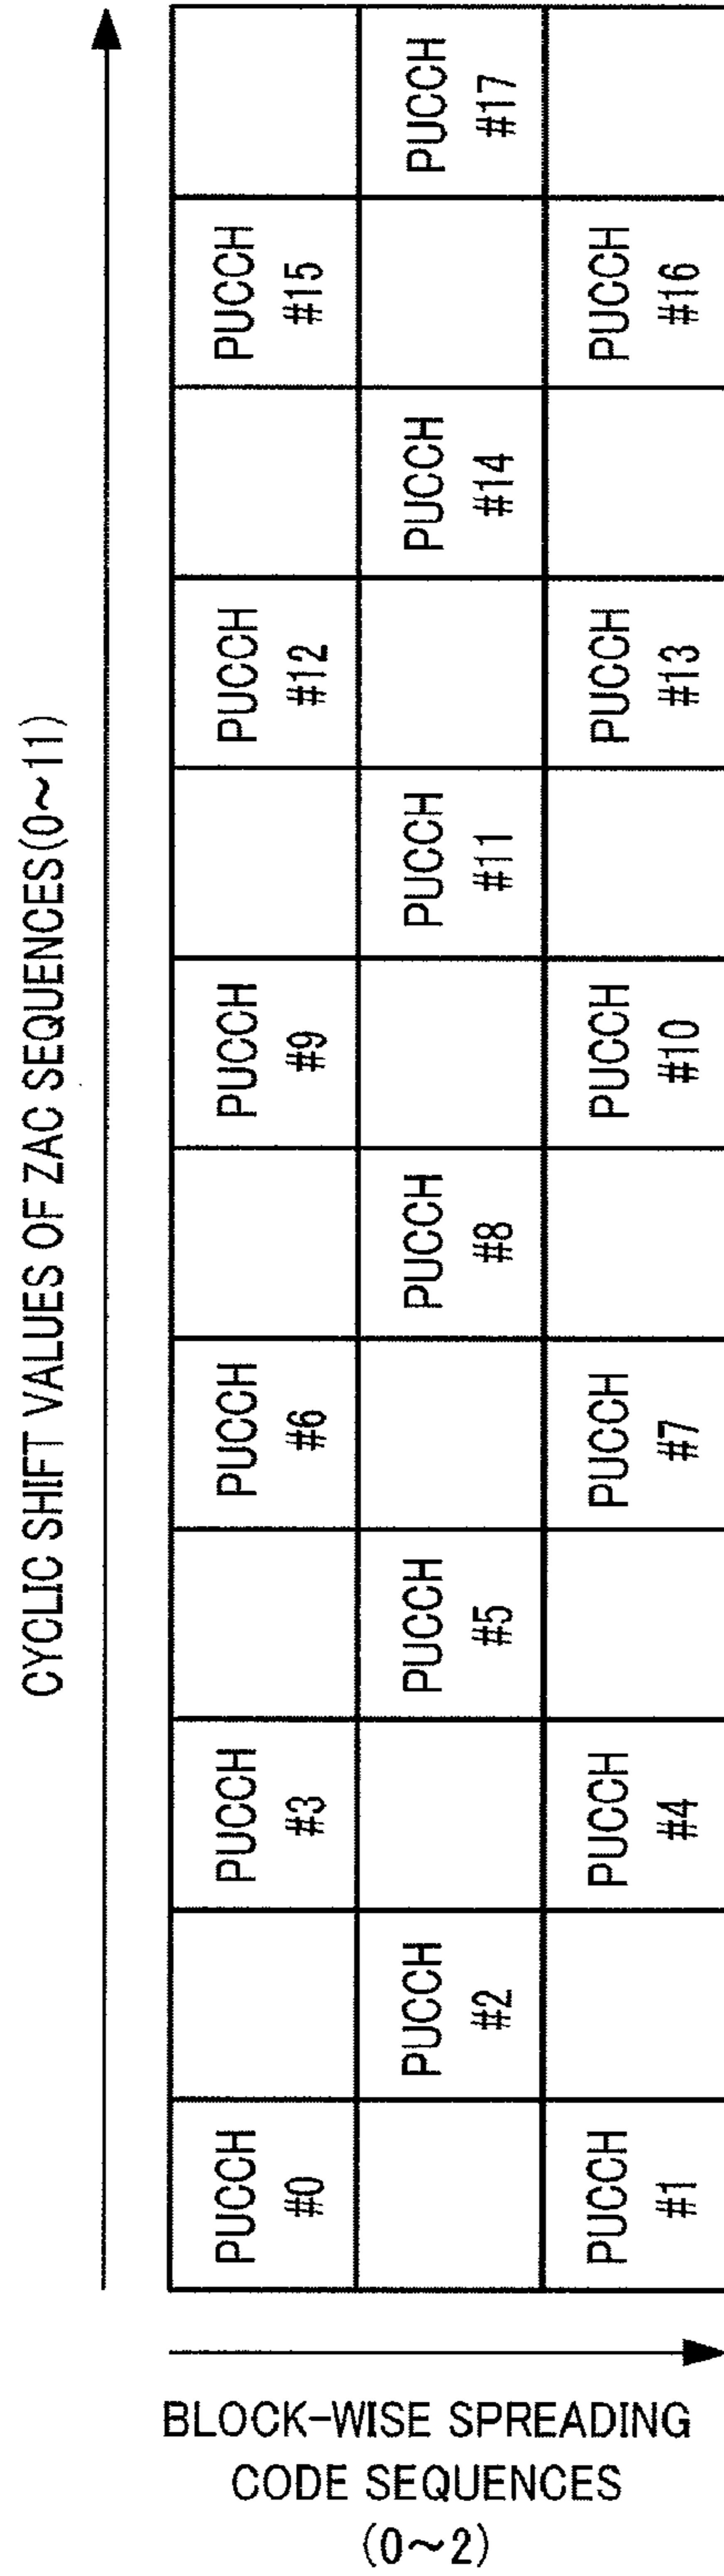 CYCLIC SHIFT VALUES OF ZAC SEQUENCES(0~11)
PUCCH
#17
PUCCH
#15
PUCCH
#16
PUCCH
#14
PUCCH
#12
PUCCH
#13
PUCCH
#11
PUCCH
#9
PUCCH
#10
PUCCH
#8
PUCCH
#6
PUCCH
#7
PUCCH
#5
PUCCH
#3
PUCCH
#4
PUCCH
#2
PUCCH
#0
PUCCH
#1
BLOCK-WISE SPREADING
CODE SEQUENCES
(0~2)